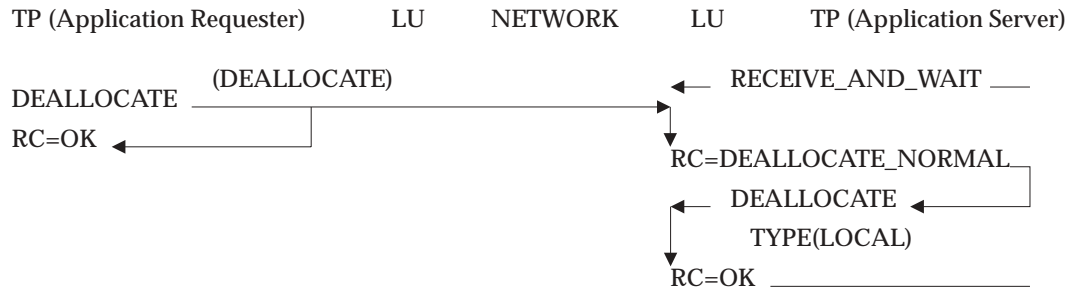 TP (Application Requester) LU NETWORK LU TP (Application Server)
(DEALLOCATE)
RECEIVE_AND_WAIT
DEALLOCATE
RC=OK
RC=DEALLOCATE_NORMAL
DEALLOCATE
TYPE(LOCAL)
RC=OK